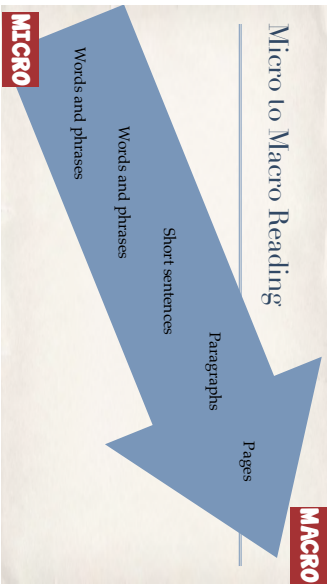 Micro to Macro Reading
MACRO
Pages
Paragraphs
Short sentences
Words and phrases
Words and phrases
MICRO